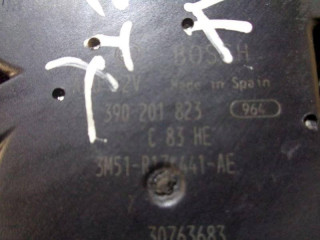 BOSCH
12V Made in Spain
390 201 823 964
C 83 HE
3M51-R17K441-AE
30763683